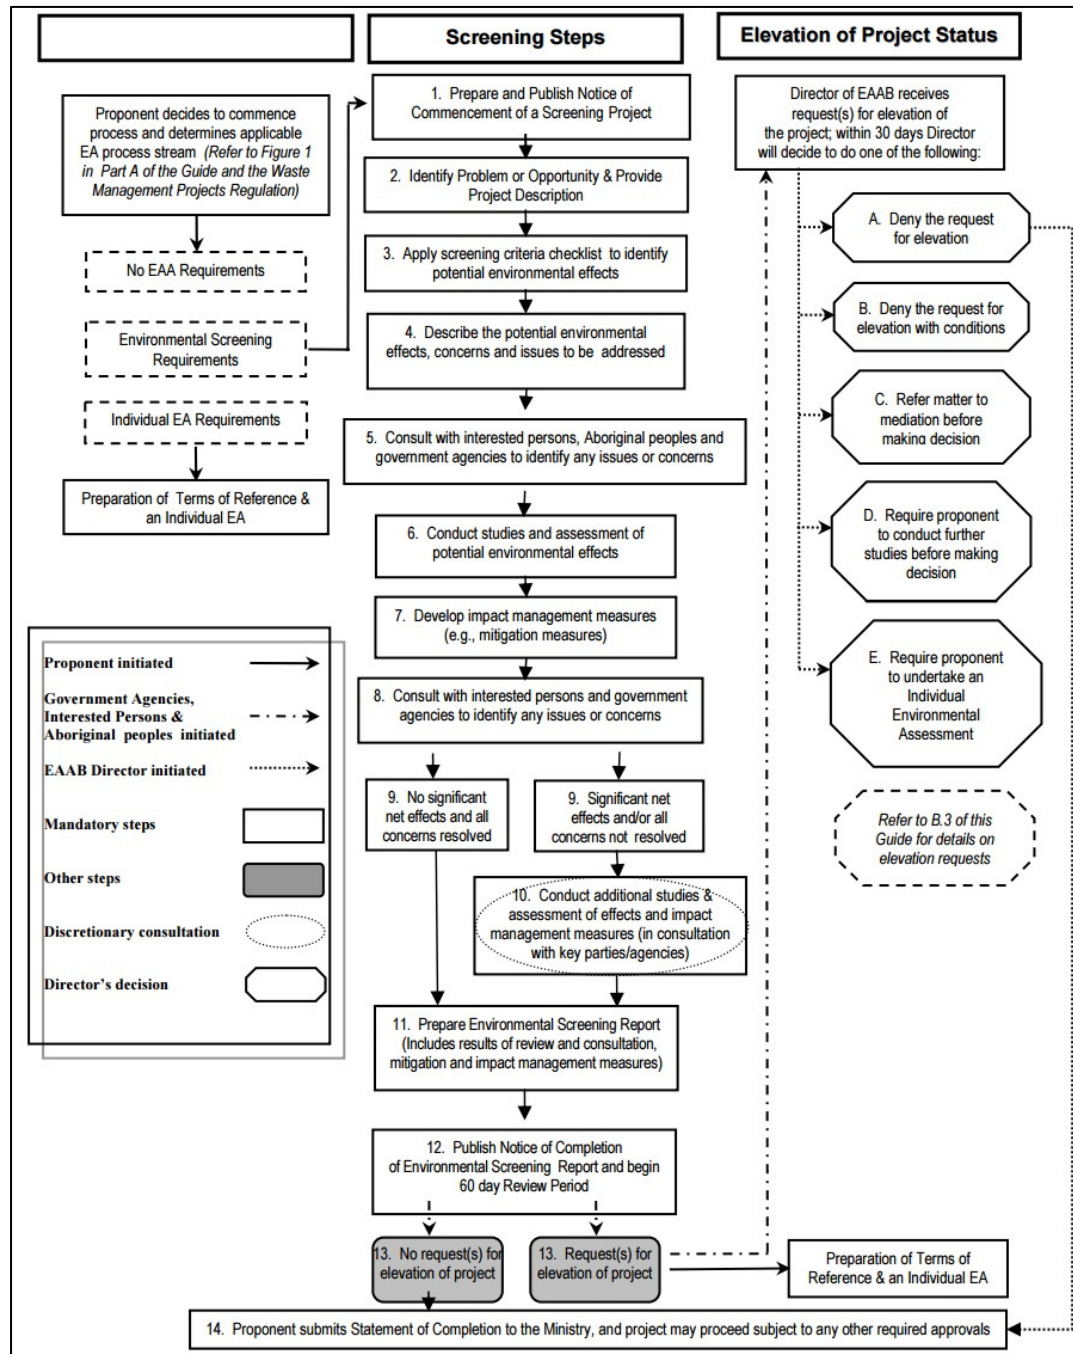 Screening Steps
Elevation of Project Status
Proponent decides to commence
process and determines applicable
EA process stream (Refer to Figure 1
in Part A of the Guide and the Waste
Management Projects Regulation)
No EAA Requirements
Environmental Screening
Requirements
Individual EA Requirements
Preparation of Terms of Reference &
an Individual EA
1. Prepare and Publish Notice of
Commencement of a Screening Project
2. Identify Problem or Opportunity & Provide
Project Description
3. Apply screening criteria checklist to identify
potential environmental effects
4. Describe the potential environmental
effects, concerns and issues to be addressed
5. Consult with interested persons, Aboriginal peoples and
government agencies to identify any issues or concerns
6. Conduct studies and assessment of
potential environmental effects
7. Develop impact management measures
(e.g., mitigation measures)
8. Consult with interested persons and government
agencies to identify any issues or concerns
9. No significant
net effects and all
concerns resolved
9. Significant net
effects and/or all
concerns not resolved
10. Conduct additional studies &
assessment of effects and impact
management measures (in consultation
with key parties/agencies)
11. Prepare Environmental Screening Report
(Includes results of review and consultation,
mitigation and impact management measures)
12. Publish Notice of Completion
of Environmental Screening Report and begin
60 day Review Period
13. No request(s) for
elevation of project
13. Request(s) for
elevation of project
Preparation of Terms of
Reference & an Individual EA
14. Proponent submits Statement of Completion to the Ministry, and project may proceed subject to any other required approvals
Director of EAAB receives
request(s) for elevation of
the project; within 30 days Director
will decide to do one of the following:
A. Deny the request
for elevation
B. Deny the request for
elevation with conditions
C. Refer matter to
mediation before
making decision
D. Require proponent
to conduct further
studies before making
decision
E. Require proponent
to undertake an
Individual
Environmental
Assessment
Refer to B.3 of this
Guide for details on
elevation requests
Proponent initiated
Government Agencies,
Interested Persons &
Aboriginal peoples initiated
EAAB Director initiated
Mandatory steps
Other steps
Discretionary consultation
Director's decision